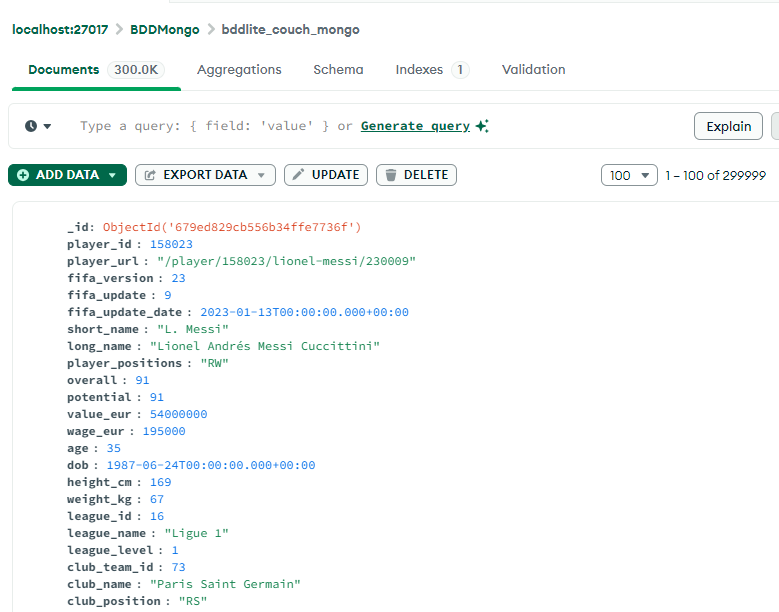 localhost:27017 > BDDMongo > bddlite_couch_mongo
Documents 300.0K Aggregations Schema Indexes 1 Validation
Type a query: { field: 'value' } or Generate query
Explain
ADD DATA EXPORT DATA UPDATE DELETE 100 1 – 100 of 299999
_id: ObjectId('679ed829cb556b34ffe7736f')
player_id : 158023
player_url : "/player/158023/lionel-messi/230009"
fifa_version : 23
fifa_update : 9
fifa_update_date : 2023-01-13T00:00:00.000+00:00
short_name : "L. Messi"
long_name : "Lionel Andrés Messi Cuccittini"
player_positions : "RW"
overall : 91
potential : 91
value_eur : 54000000
wage_eur : 195000
age : 35
dob : 1987-06-24T00:00:00.000+00:00
height_cm : 169
weight_kg : 67
league_id : 16
league_name : "Ligue 1"
league_level : 1
club_team_id : 73
club_name : "Paris Saint Germain"
club_position : "RS"